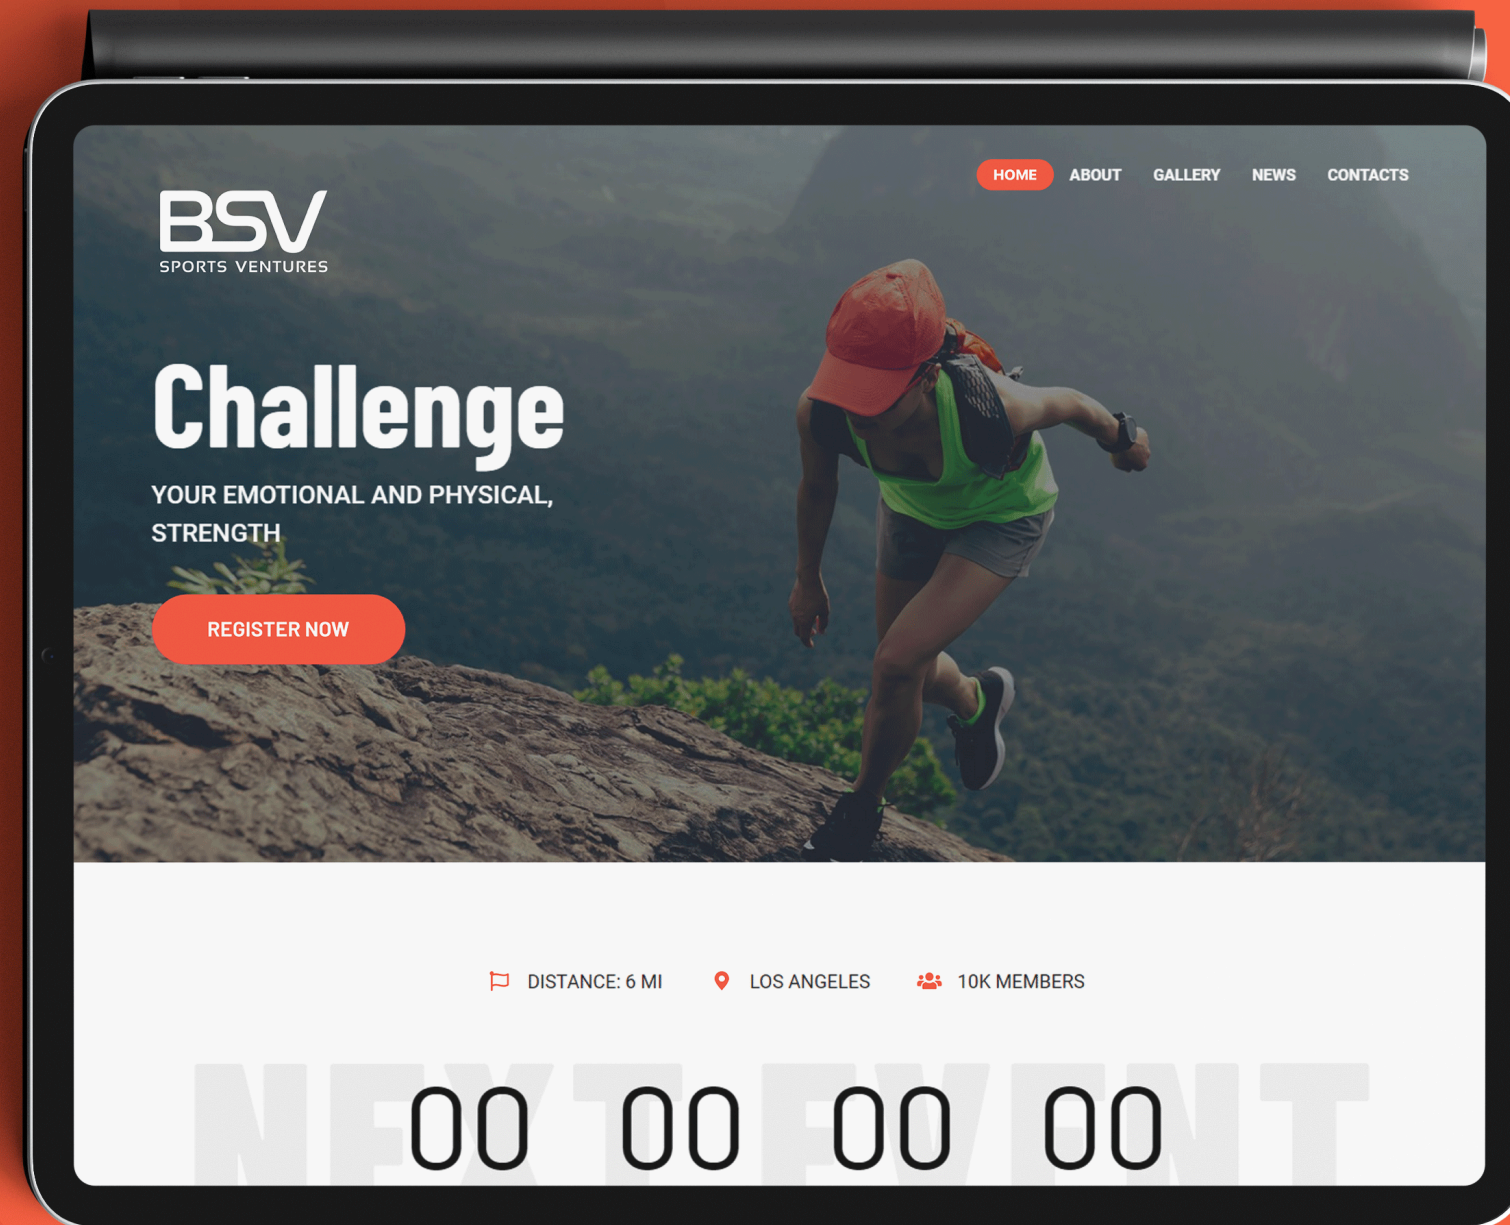 BSV
SPORTS VENTURES
HOME ABOUT GALLERY NEWS CONTACTS
Challenge
YOUR EMOTIONAL AND PHYSICAL,
STRENGTH
REGISTER NOW
DISTANCE: 6 MI LOS ANGELES 10K MEMBERS
NEXT EVENT
00 00 00 00